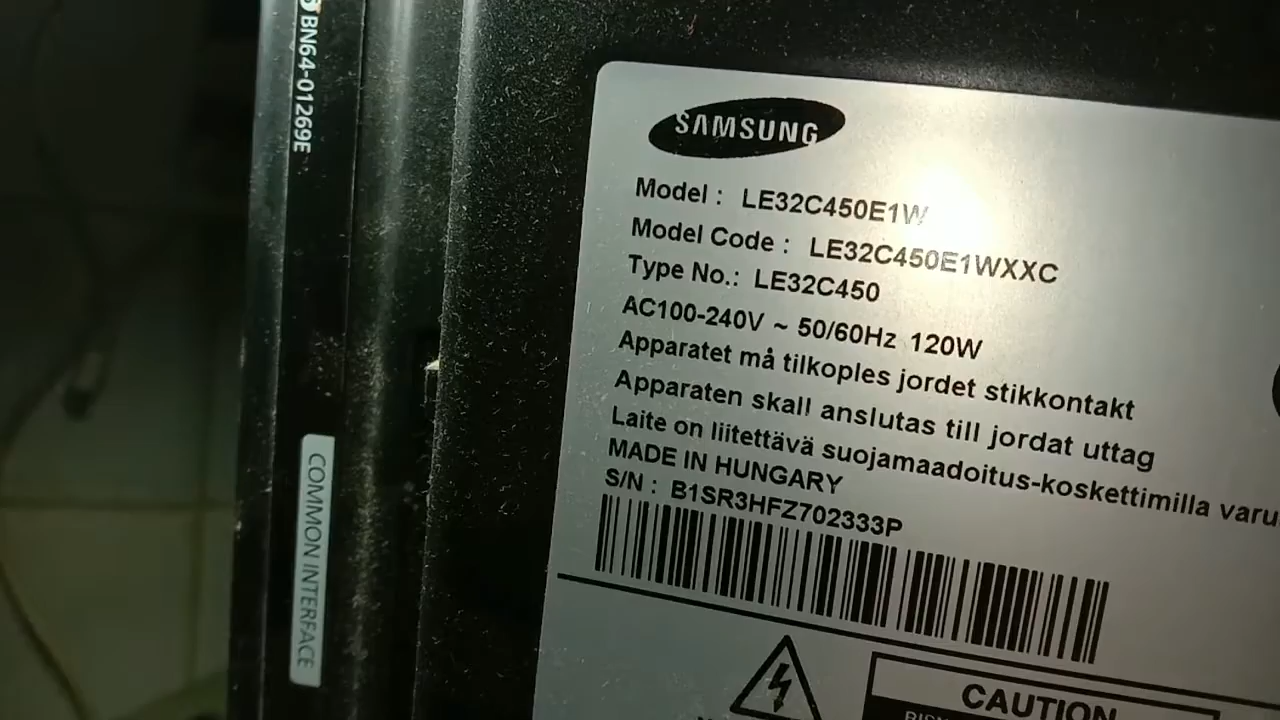 BN64-01269E
COMMON INTERFACE
SAMSUNG
Model : LE32C450E1W
Model Code : LE32C450E1WXXC
Type No.: LE32C450
AC100-240V ~ 50/60Hz 120W
Apparatet må tilkoples jordet stikkontakt
Apparaten skall anslutas till jordat uttag
Laite on liitettävä suojamaadoitus-koskettimilla varu
MADE IN HUNGARY
S/N : B1SR3HFZ702333P
CAUTION